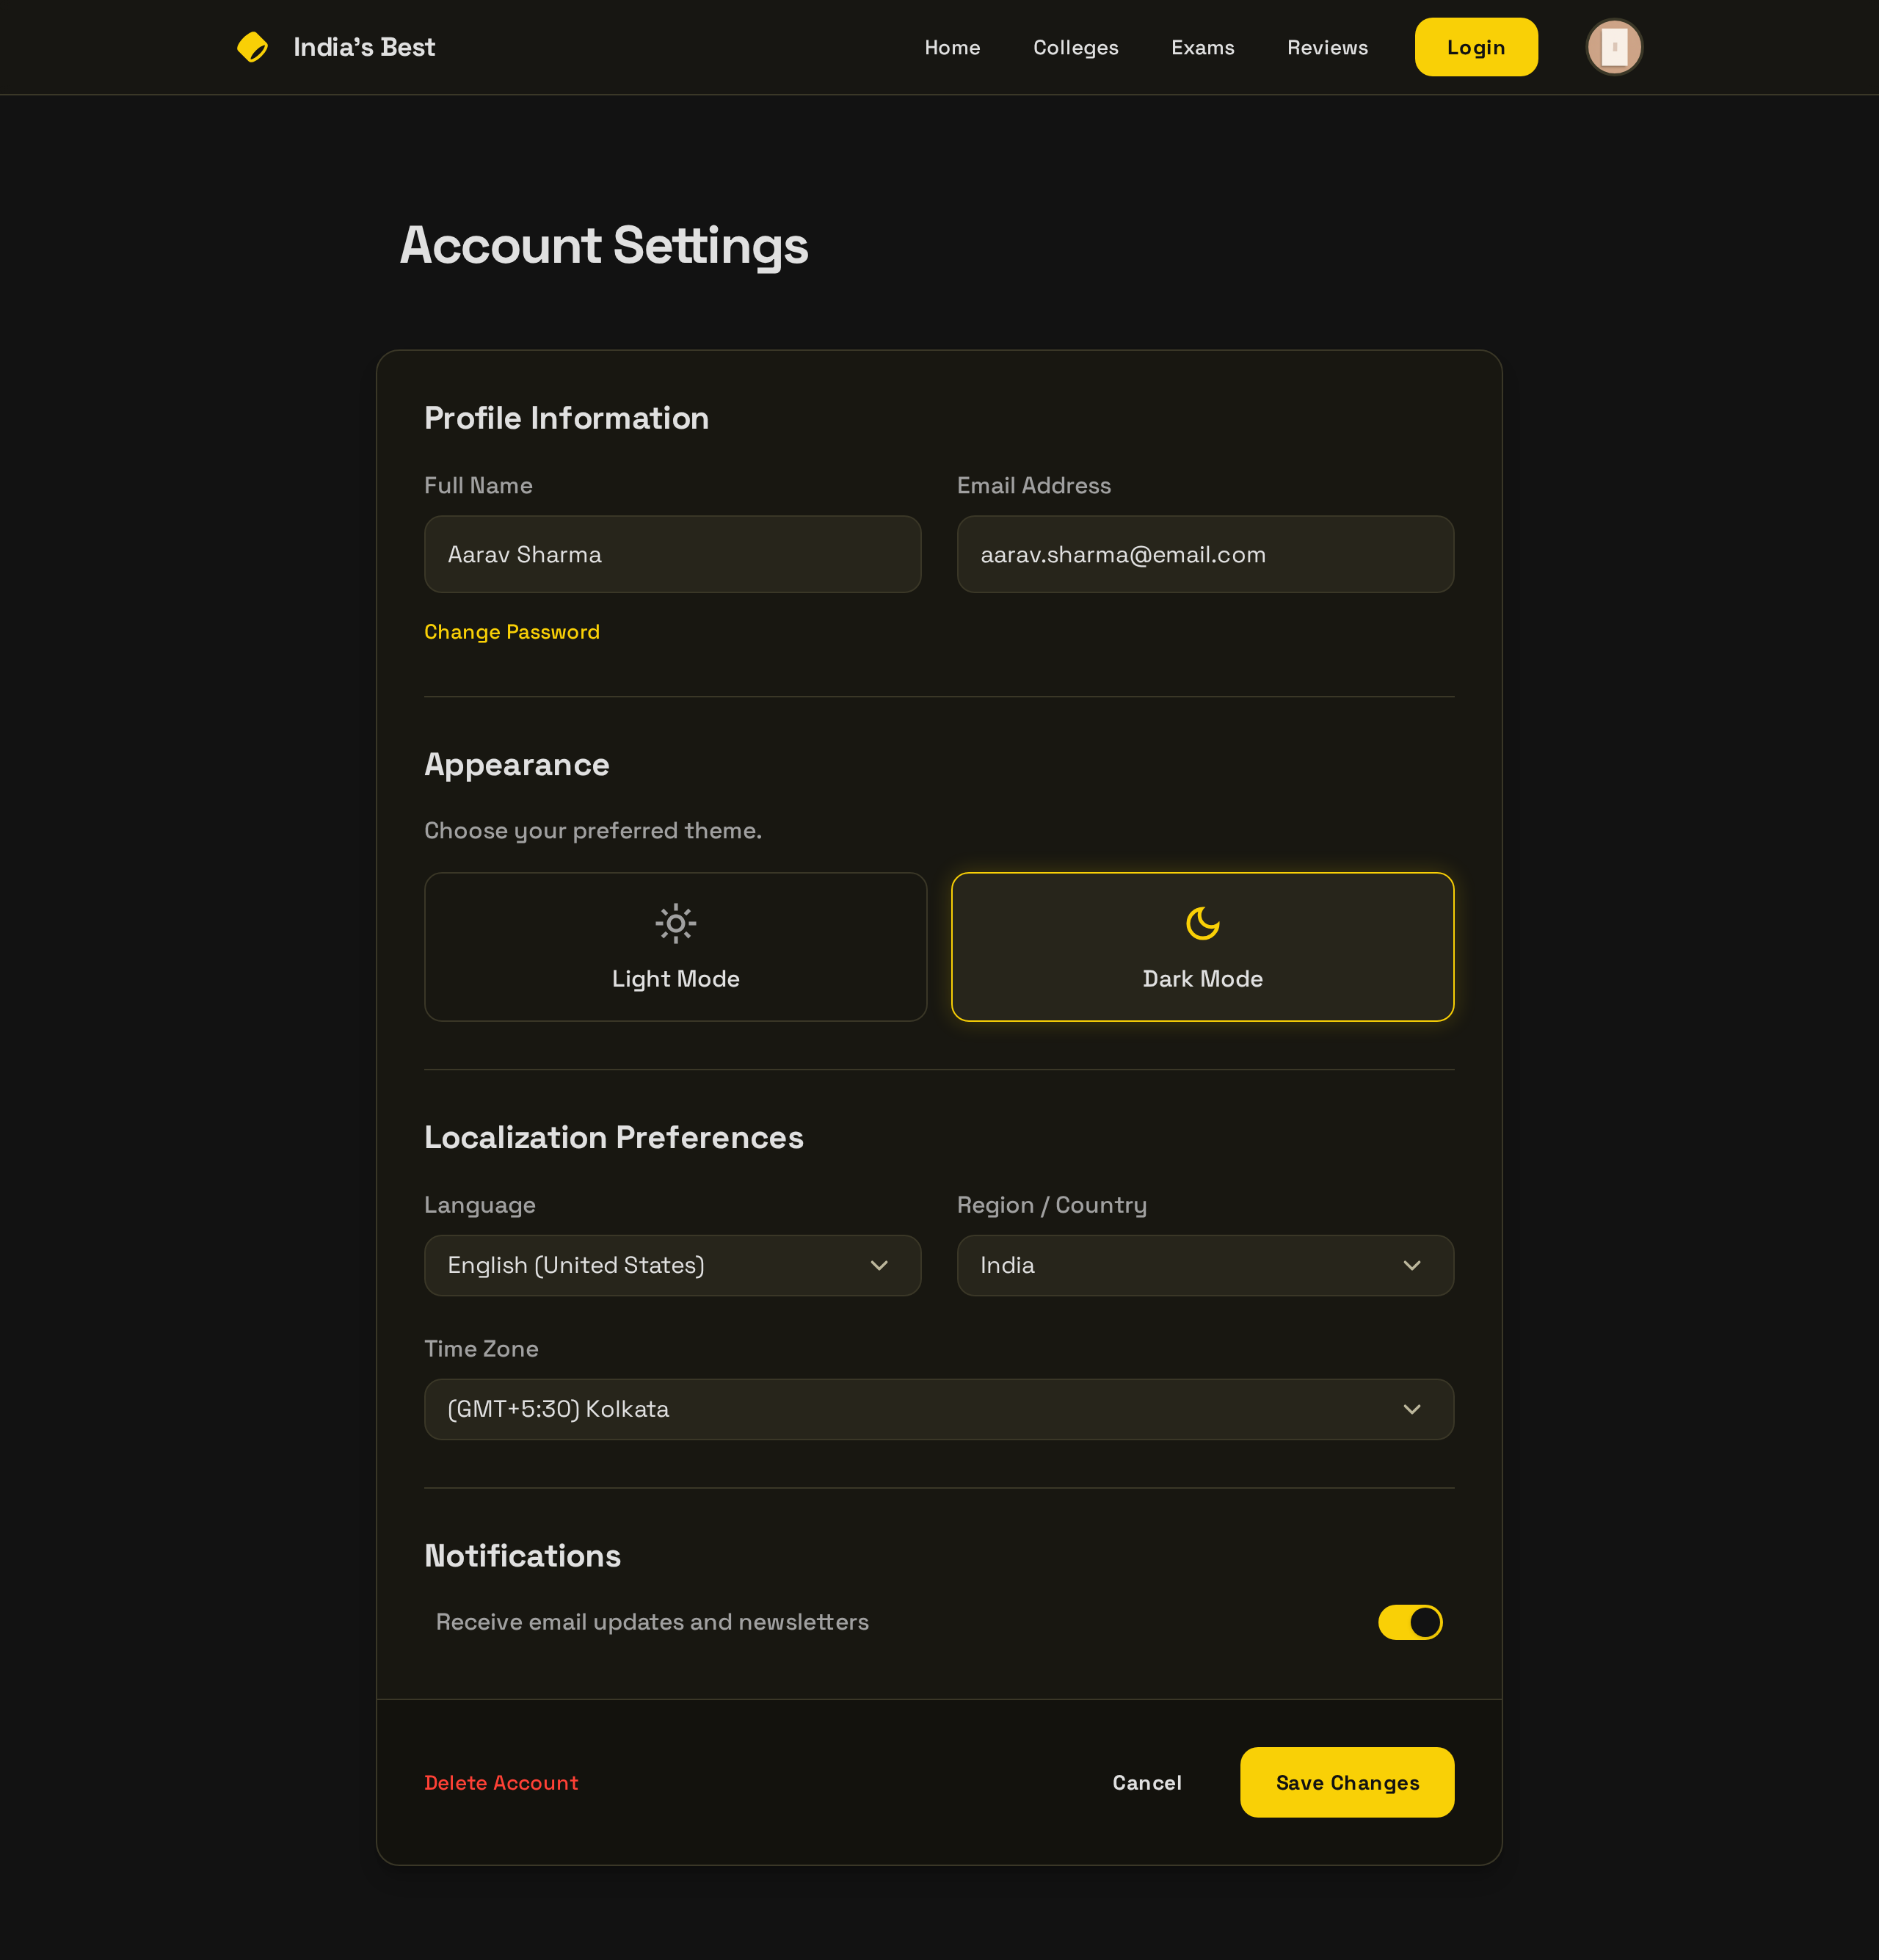 India's Best
Home
Colleges
Exams
Reviews
Login
Account Settings
Profile Information
Full Name
Email Address
Aarav Sharma
aarav.sharma@email.com
Change Password
Appearance
Choose your preferred theme.
Light Mode
Dark Mode
Localization Preferences
Language
Region / Country
English (United States)
India
Time Zone
(GMT+5:30) Kolkata
Notifications
Receive email updates and newsletters
Delete Account
Cancel
Save Changes